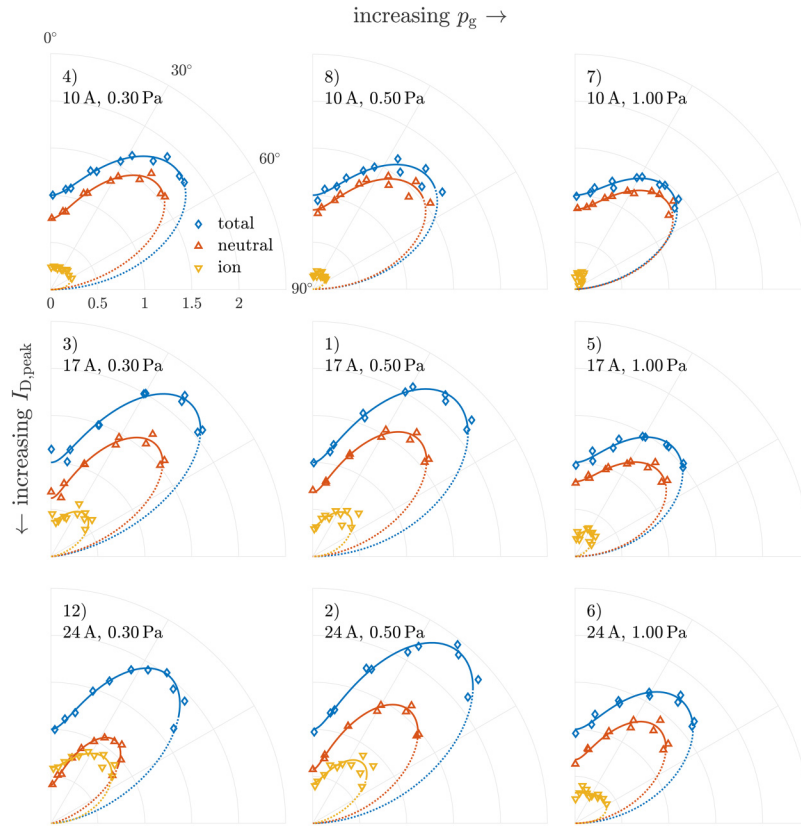 increasing p_g →
0°
30°
60°
90°
4)
10 A, 0.30 Pa
8)
10 A, 0.50 Pa
7)
10 A, 1.00 Pa
total
neutral
ion
0 0.5 1 1.5 2
← increasing I_D,peak
3)
17 A, 0.30 Pa
1)
17 A, 0.50 Pa
5)
17 A, 1.00 Pa
12)
24 A, 0.30 Pa
2)
24 A, 0.50 Pa
6)
24 A, 1.00 Pa